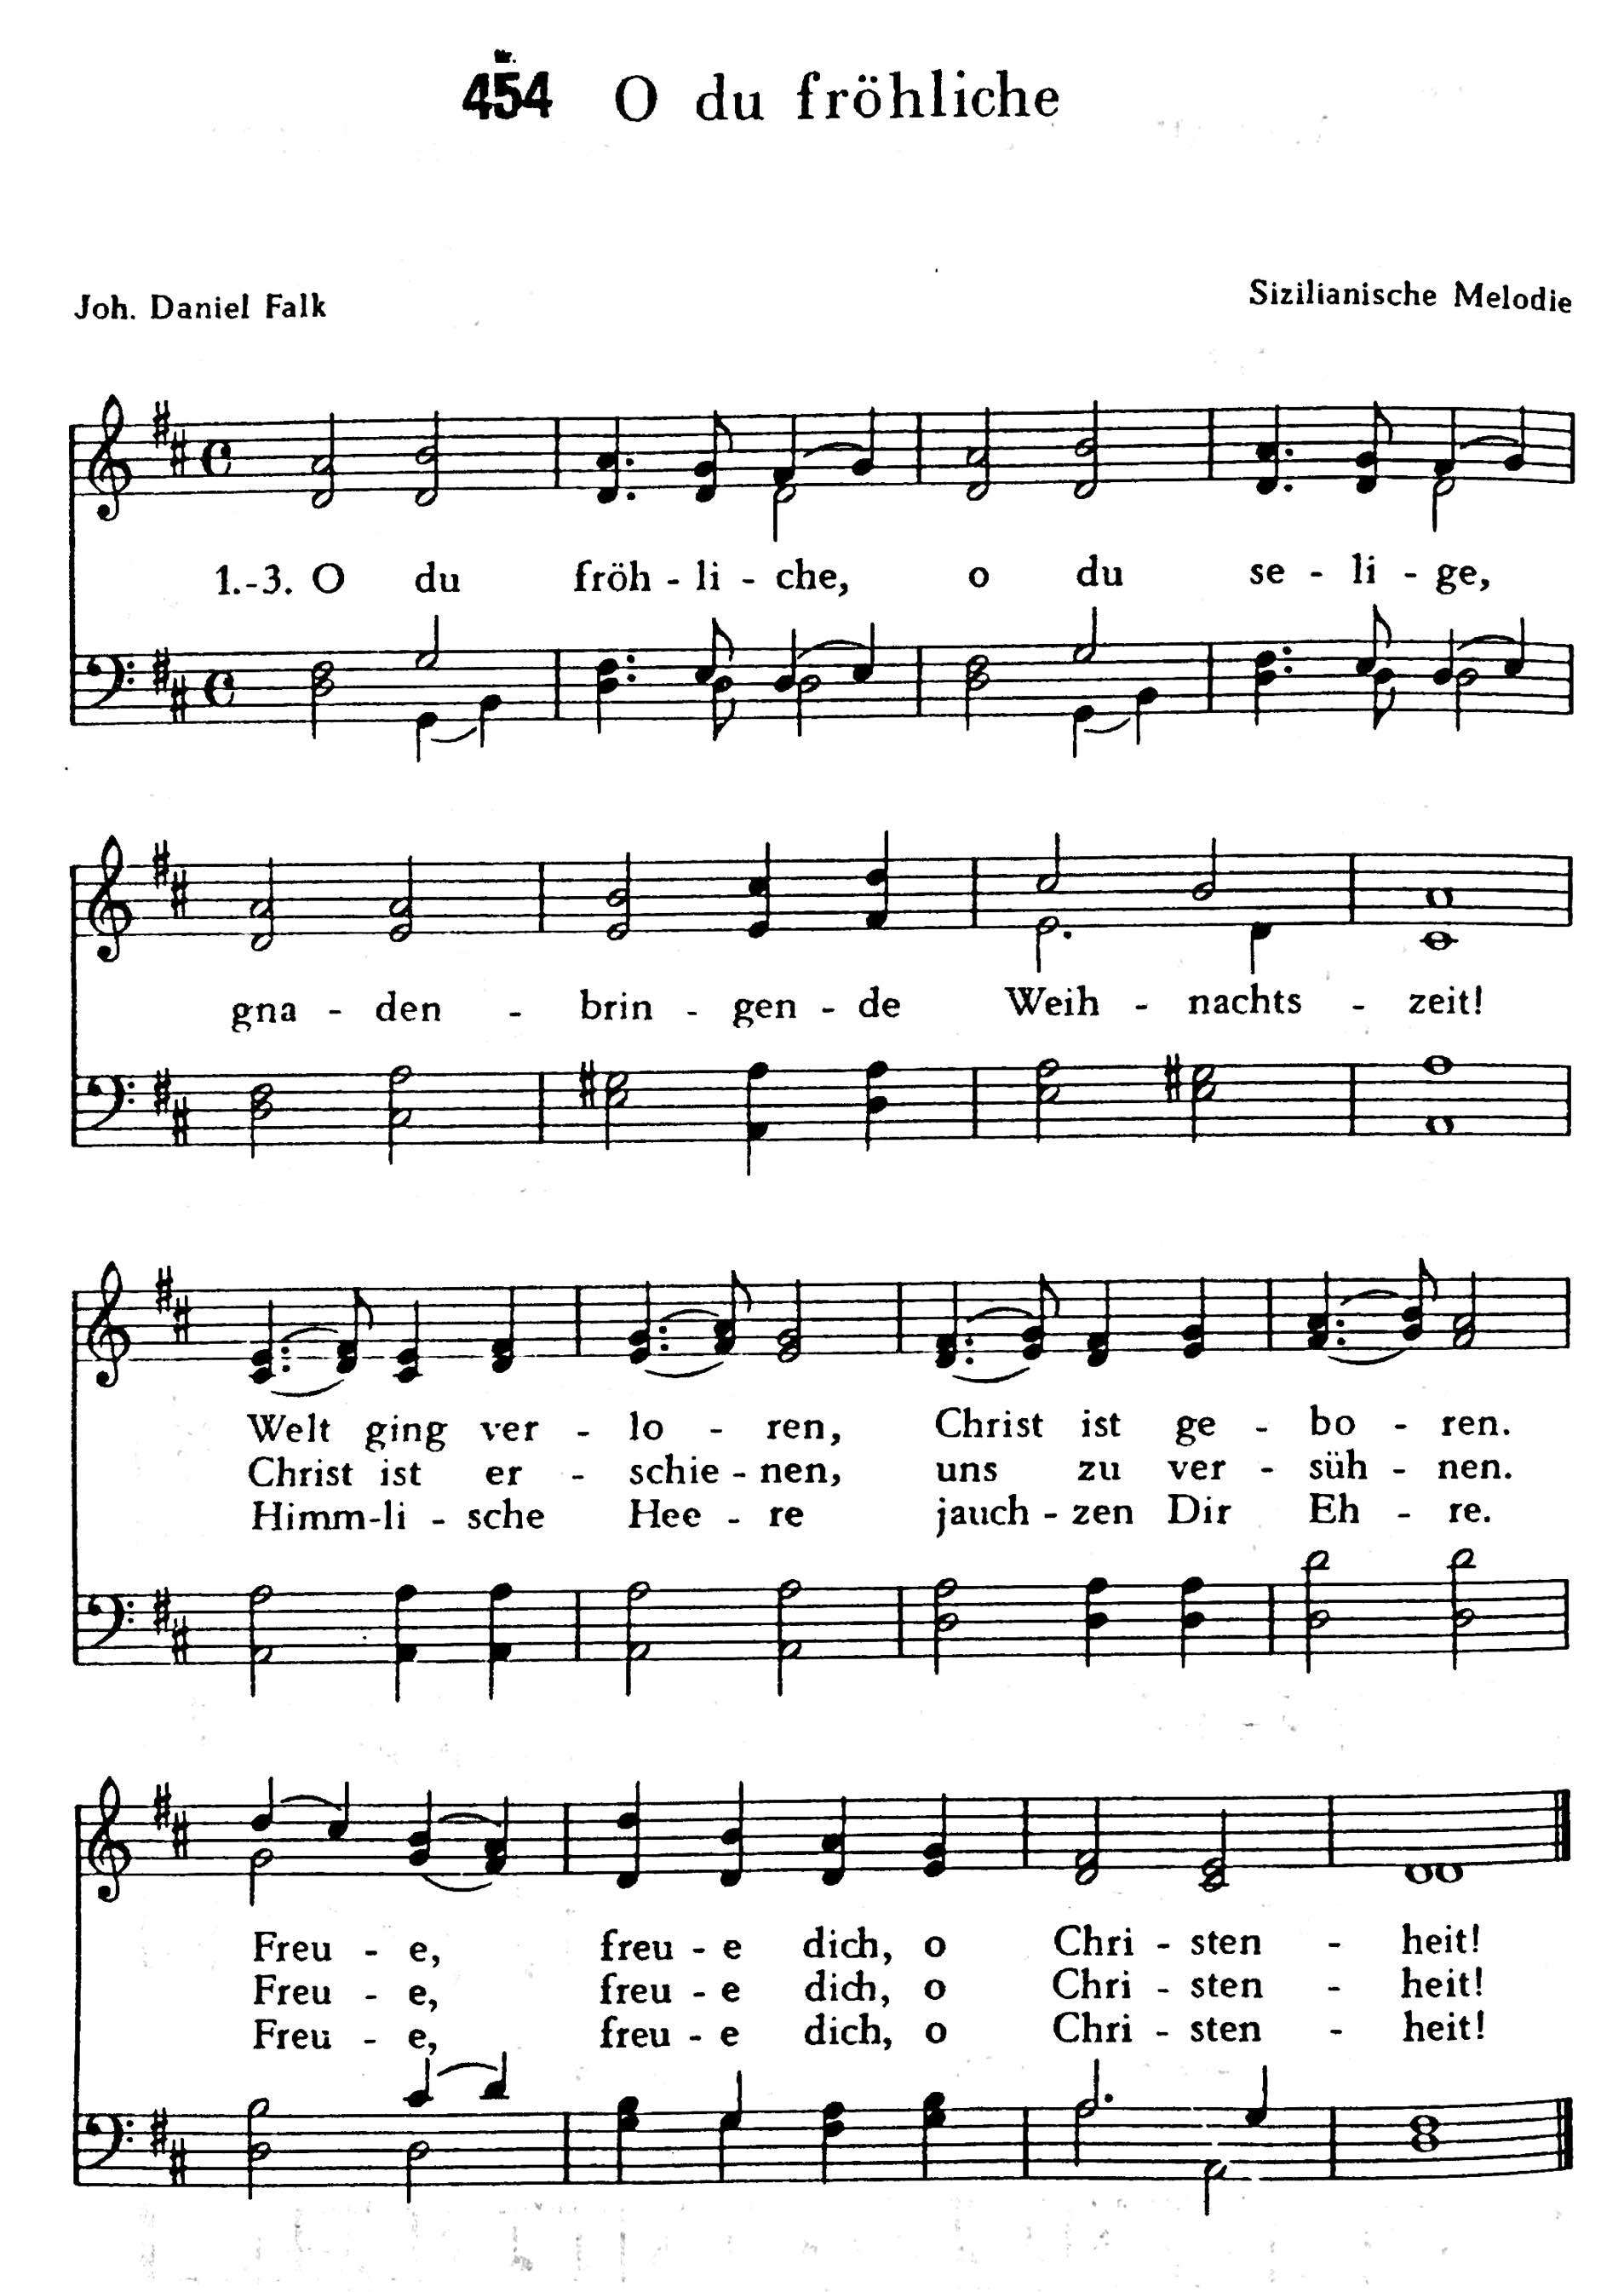 Nr.
454 O du fröhliche
Joh. Daniel Falk
Sizilianische Melodie
1.-3. O du fröh - li - che, o du se - li - ge,
gna - den - brin - gen - de Weih - nachts - zeit!
Welt ging ver - lo - ren, Christ ist ge - bo - ren.
Christ ist er - schie - nen, uns zu ver - süh - nen.
Himm-li - sche Hee - re jauch - zen Dir Eh - re.
Freu - e, freu - e dich, o Chri - sten - heit!
Freu - e, freu - e dich, o Chri - sten - heit!
Freu - e, freu - e dich, o Chri - sten - heit!